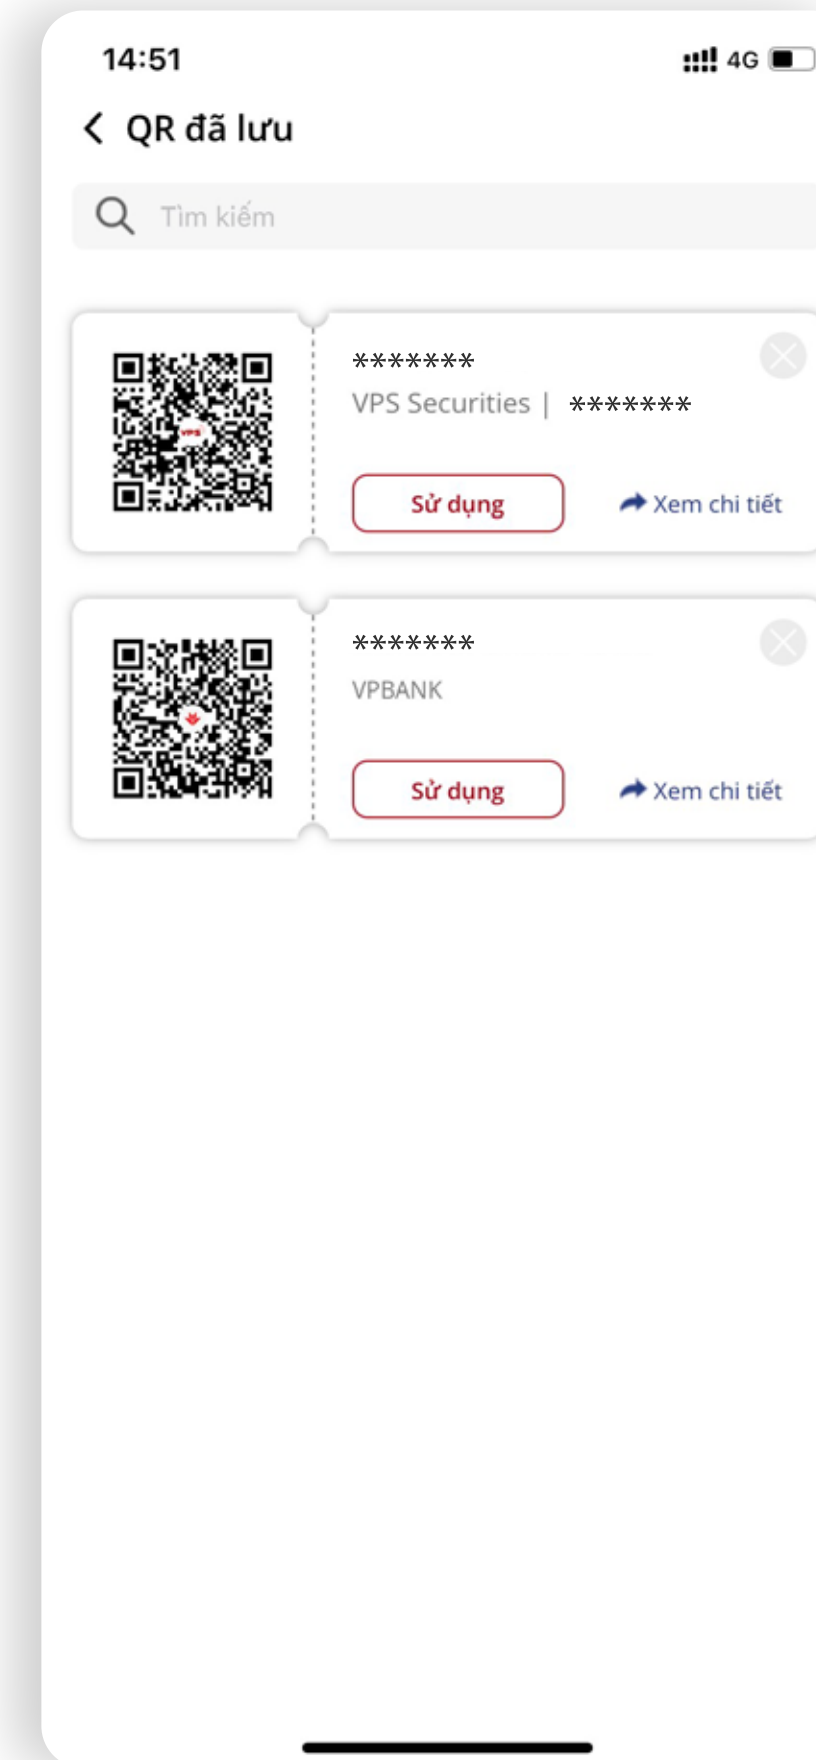 14:51 4G
QR đã lưu
Tìm kiếm
*******
VPS
VPS Securities | *******
Sử dụng Xem chi tiết
*******
VPBANK
Sử dụng Xem chi tiết